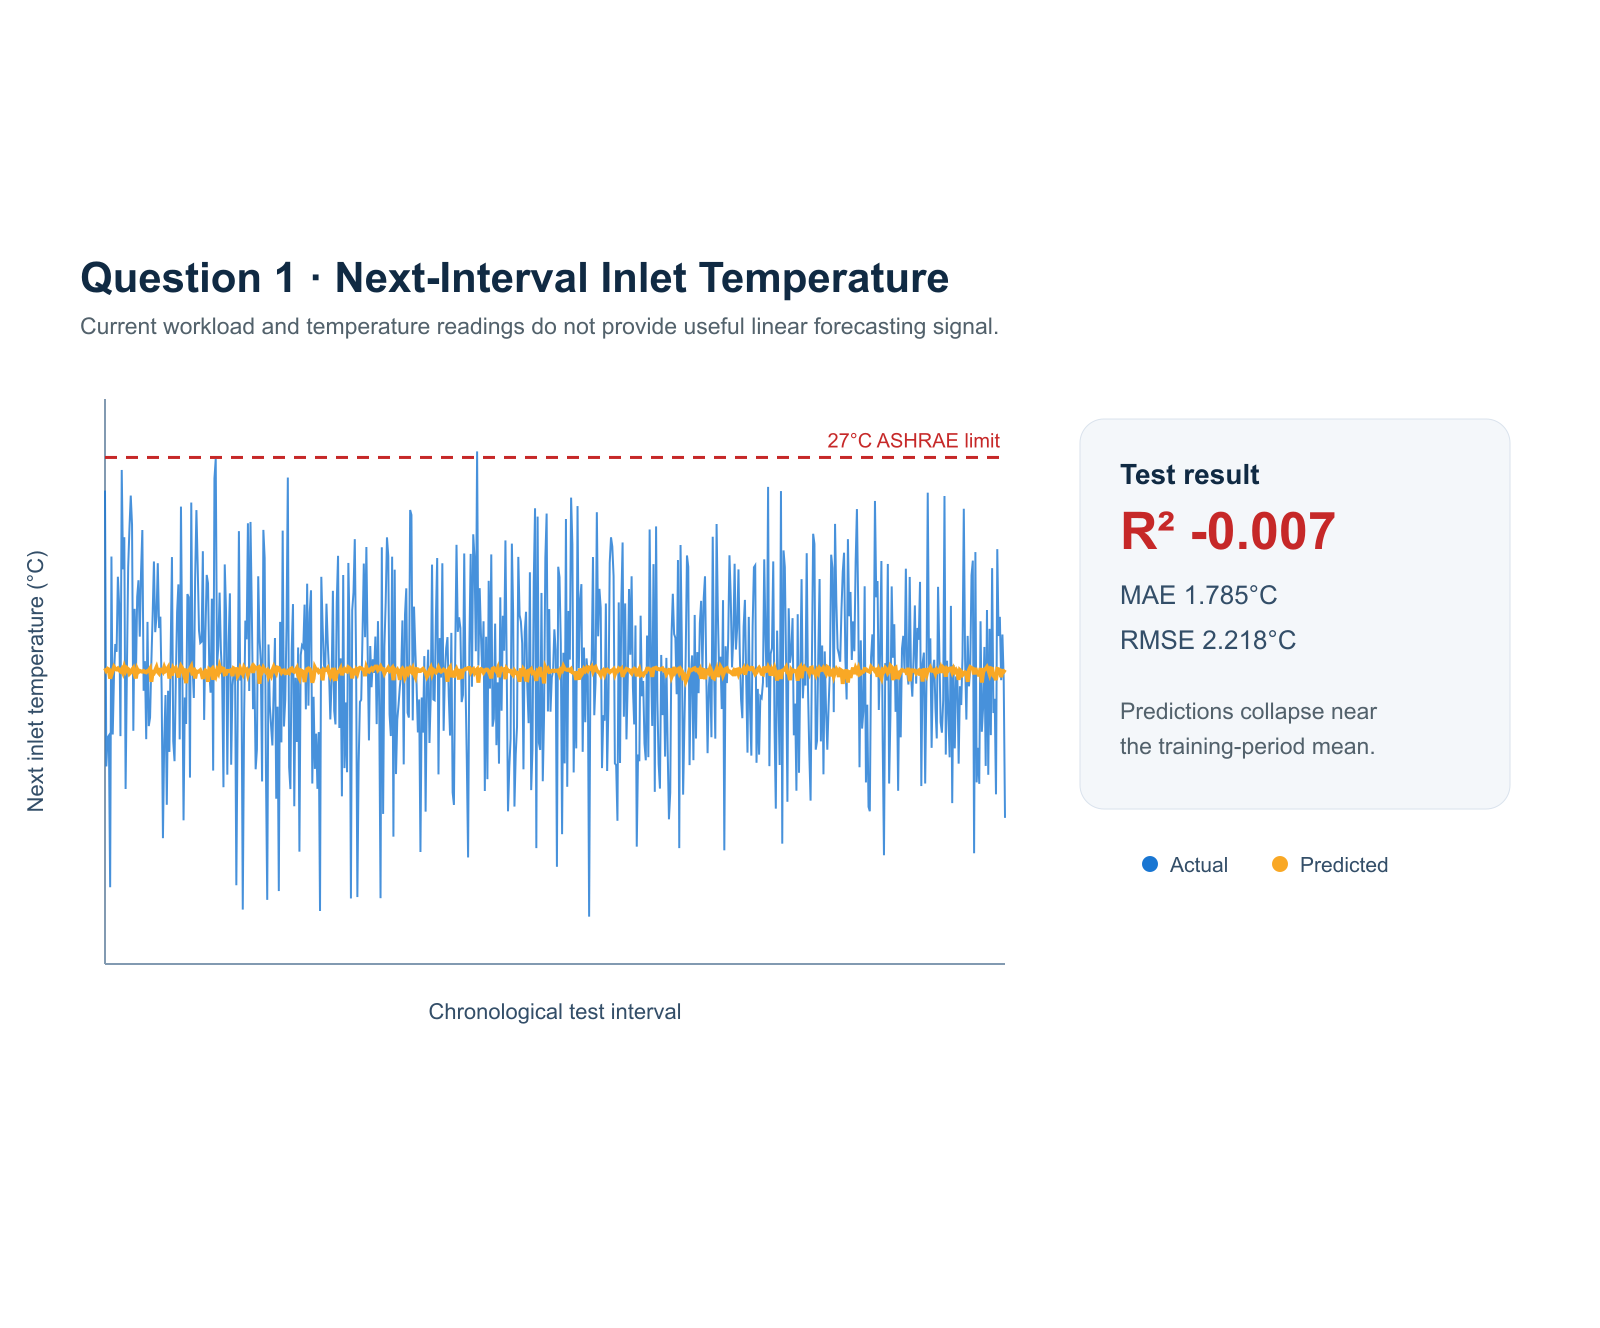 Question 1 · Next-Interval Inlet Temperature
Current workload and temperature readings do not provide useful linear forecasting signal.
27°C ASHRAE limit
Next inlet temperature (°C)
Chronological test interval
Test result
R² -0.007
MAE 1.785°C
RMSE 2.218°C
Predictions collapse near
the training-period mean.
Actual
Predicted